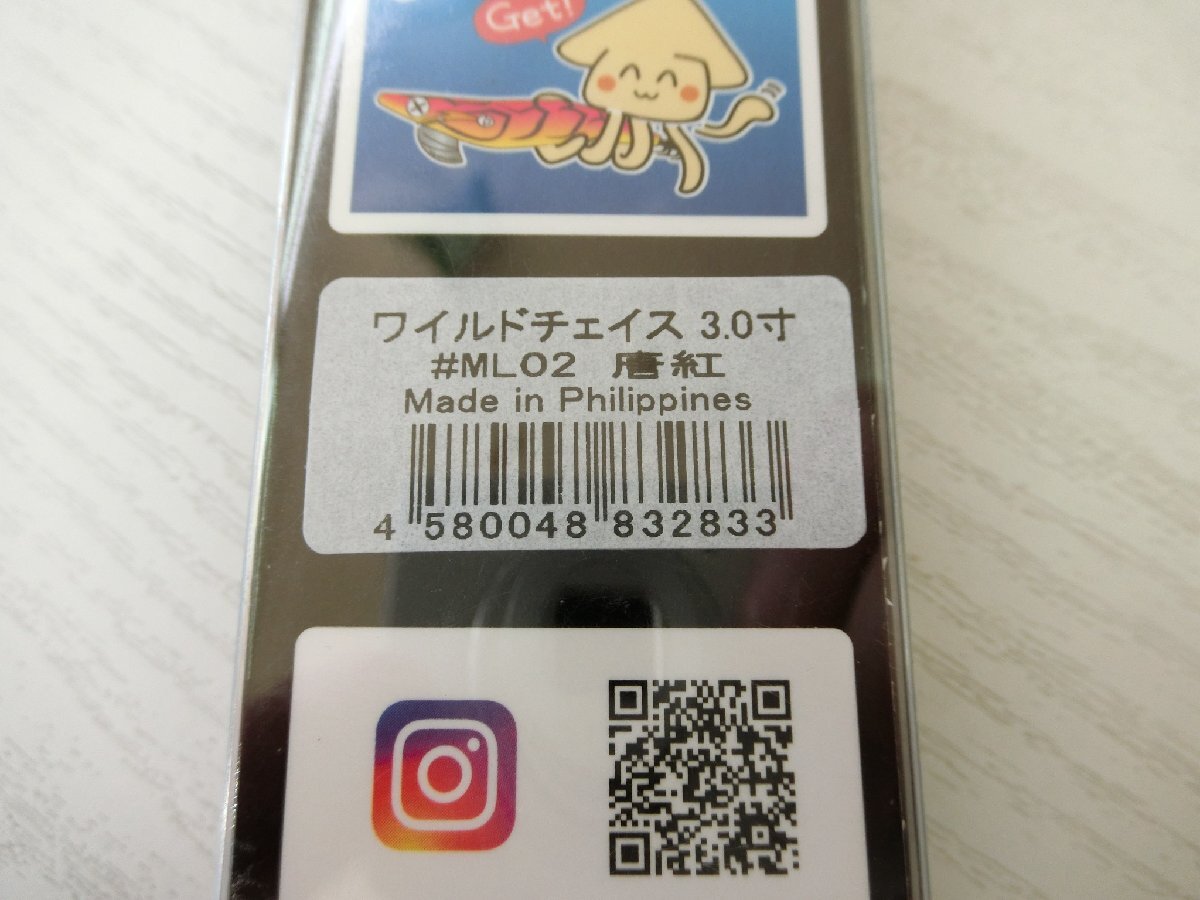 Get!
ワイルドチェイス 3.0寸
#ML02 唐紅
Made in Philippines
4 580048 832833